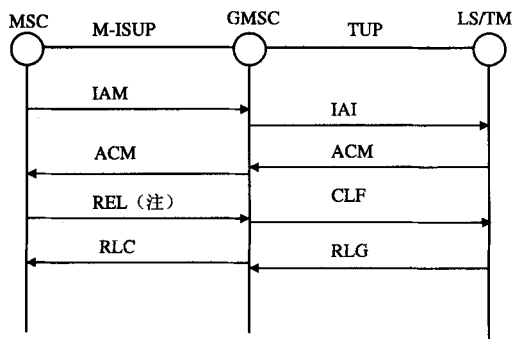 MSC M-ISUP GMSC TUP LS/TM
IAM
IAI
ACM ACM
REL（注） CLF
RLC RLG